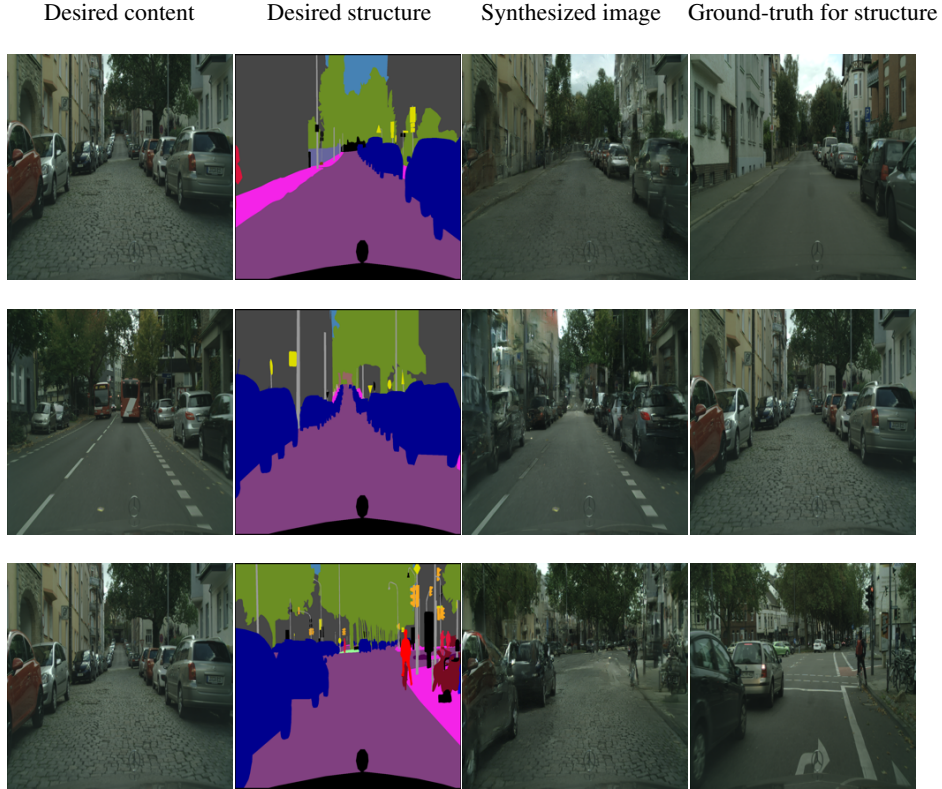 Desired content
Desired structure
Synthesized image
Ground-truth for structure